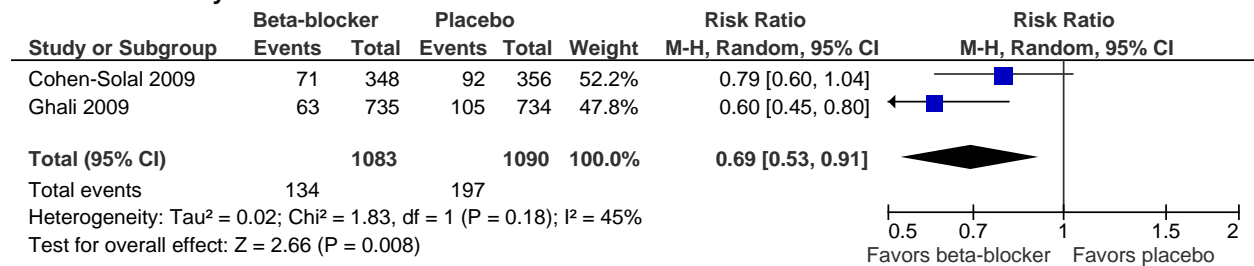 Beta-blocker Placebo Risk Ratio Risk Ratio
Study or Subgroup Events Total Events Total Weight M-H, Random, 95% CI M-H, Random, 95% CI
Cohen-Solal 2009 71 348 92 356 52.2% 0.79 [0.60, 1.04]
Ghali 2009 63 735 105 734 47.8% 0.60 [0.45, 0.80]
Total (95% CI) 1083 1090 100.0% 0.69 [0.53, 0.91]
Total events 134 197
Heterogeneity: Tau² = 0.02; Chi² = 1.83, df = 1 (P = 0.18); I² = 45%
Test for overall effect: Z = 2.66 (P = 0.008)
0.5 0.7 1 1.5 2
Favors beta-blocker Favors placebo